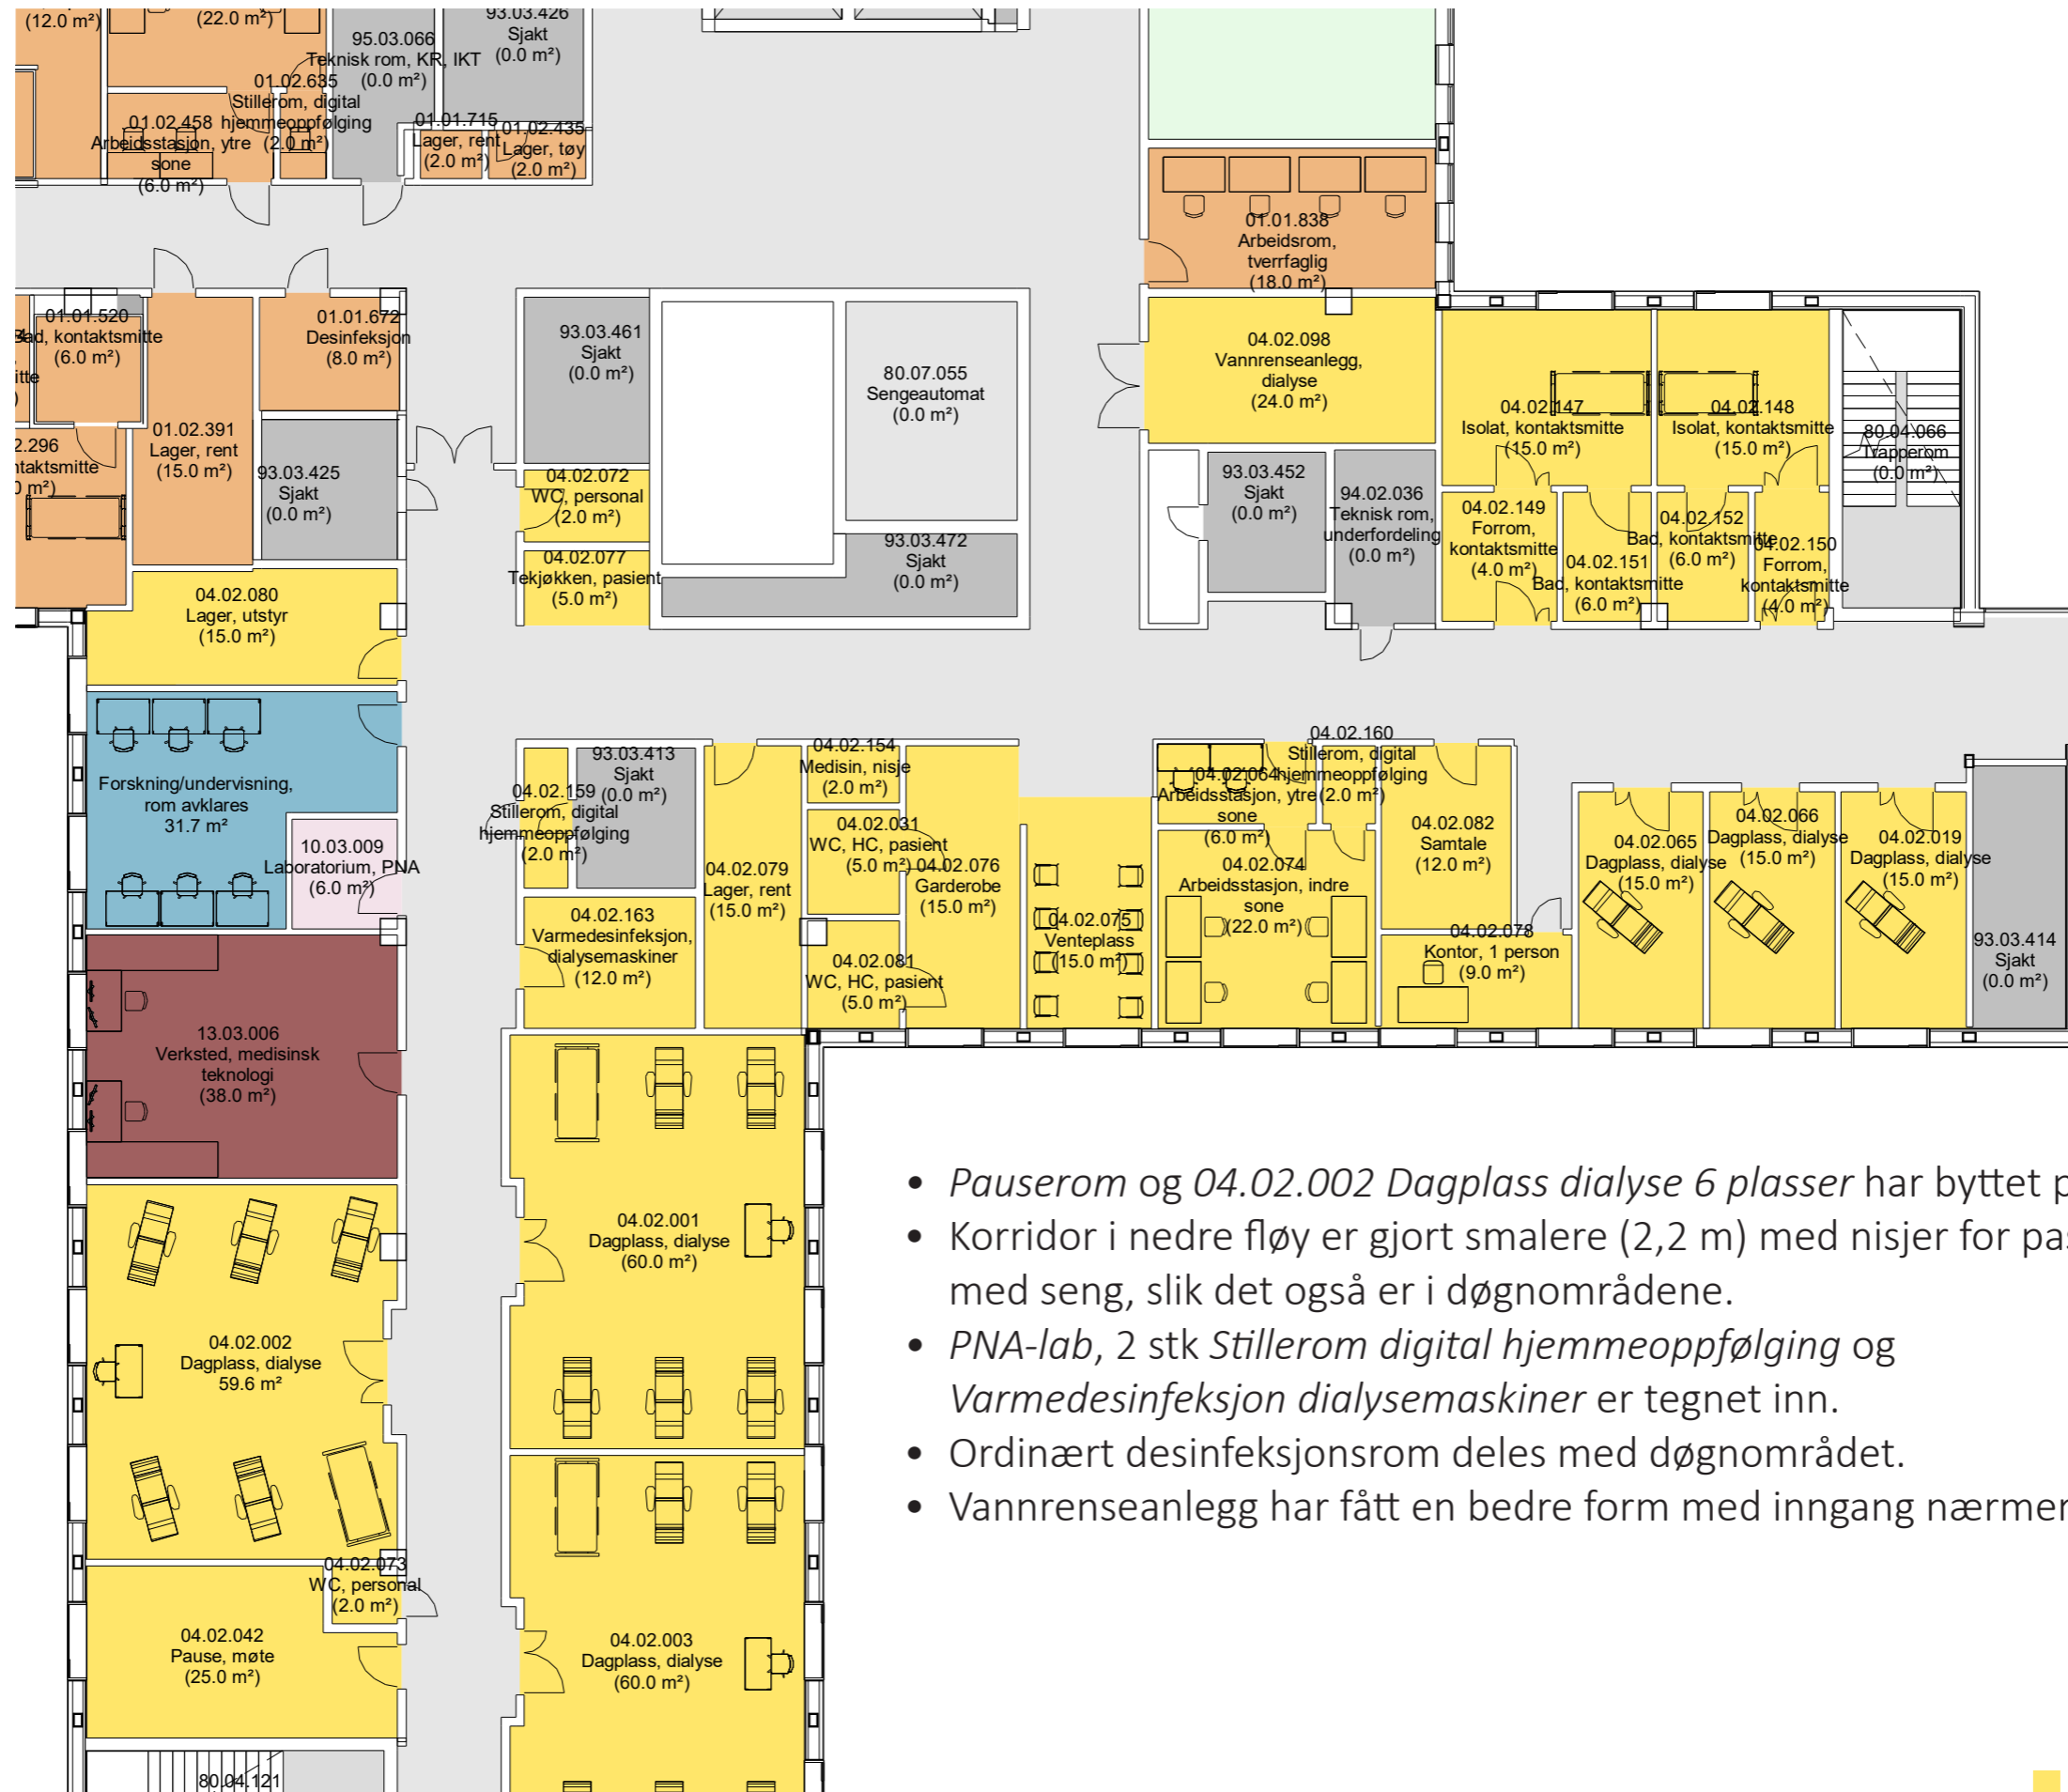 (12.0 m²)
(22.0 m²)
95.03.066
Teknisk rom, KR, IKT
(0.0 m²)
93.03.426
Sjakt
(0.0 m²)
01.02.635
Stillerom, digital
hjemmeoppfølging
(2.0 m²)
01.02.458
Arbeidsstasjon, ytre
sone
(6.0 m²)
01.01.715
Lager, rent
(2.0 m²)
01.02.435
Lager, tøy
(2.0 m²)
01.01.838
Arbeidsrom,
tverrfaglig
(18.0 m²)
01.01.520
Bad, kontaktsmitte
(6.0 m²)
01.01.672
Desinfeksjon
(8.0 m²)
01.02.391
Lager, rent
(15.0 m²)
93.03.425
Sjakt
(0.0 m²)
93.03.461
Sjakt
(0.0 m²)
80.07.055
Sengeautomat
(0.0 m²)
93.03.472
Sjakt
(0.0 m²)
04.02.072
WC, personal
(2.0 m²)
04.02.077
Tekjøkken, pasient
(5.0 m²)
04.02.098
Vannrenseanlegg,
dialyse
(24.0 m²)
93.03.452
Sjakt
(0.0 m²)
94.02.036
Teknisk rom,
underfordeling
(0.0 m²)
04.02.147
Isolat, kontaktsmitte
(15.0 m²)
04.02.148
Isolat, kontaktsmitte
(15.0 m²)
80.04.066
Trapperom
(0.0 m²)
04.02.149
Forrom,
kontaktsmitte
(4.0 m²)
04.02.151
Bad, kontaktsmitte
(6.0 m²)
04.02.152
Bad, kontaktsmitte
(6.0 m²)
04.02.150
Forrom,
kontaktsmitte
(4.0 m²)
2.296
ntaktsmitte
0 m²)
itte
04.02.080
Lager, utstyr
(15.0 m²)
Forskning/undervisning,
rom avklares
31.7 m²
10.03.009
Laboratorium, PNA
(6.0 m²)
13.03.006
Verksted, medisinsk
teknologi
(38.0 m²)
04.02.159
Stillerom, digital
hjemmeoppfølging
(2.0 m²)
93.03.413
Sjakt
(0.0 m²)
04.02.163
Varmedesinfeksjon,
dialysemaskiner
(12.0 m²)
04.02.079
Lager, rent
(15.0 m²)
04.02.154
Medisin, nisje
(2.0 m²)
04.02.031
WC, HC, pasient
(5.0 m²)
04.02.081
WC, HC, pasient
(5.0 m²)
04.02.076
Garderobe
(15.0 m²)
04.02.075
Venteplass
(15.0 m²)
04.02.064
Arbeidsstasjon, ytre
sone
(6.0 m²)
04.02.160
Stillerom, digital
hjemmeoppfølging
(2.0 m²)
04.02.074
Arbeidsstasjon, indre
sone
(22.0 m²)
04.02.082
Samtale
(12.0 m²)
04.02.078
Kontor, 1 person
(9.0 m²)
04.02.065
Dagplass, dialyse
(15.0 m²)
04.02.066
Dagplass, dialyse
(15.0 m²)
04.02.019
Dagplass, dialyse
(15.0 m²)
93.03.414
Sjakt
(0.0 m²)
04.02.001
Dagplass, dialyse
(60.0 m²)
04.02.002
Dagplass, dialyse
59.6 m²
04.02.073
WC, personal
(2.0 m²)
04.02.042
Pause, møte
(25.0 m²)
04.02.003
Dagplass, dialyse
(60.0 m²)
80.04.121
• Pauserom og 04.02.002 Dagplass dialyse 6 plasser har byttet p
• Korridor i nedre fløy er gjort smalere (2,2 m) med nisjer for pas
med seng, slik det også er i døgnområdene.
• PNA-lab, 2 stk Stillerom digital hjemmeoppfølging og
Varmedesinfeksjon dialysemaskiner er tegnet inn.
• Ordinært desinfeksjonsrom deles med døgnområdet.
• Vannrenseanlegg har fått en bedre form med inngang nærmer